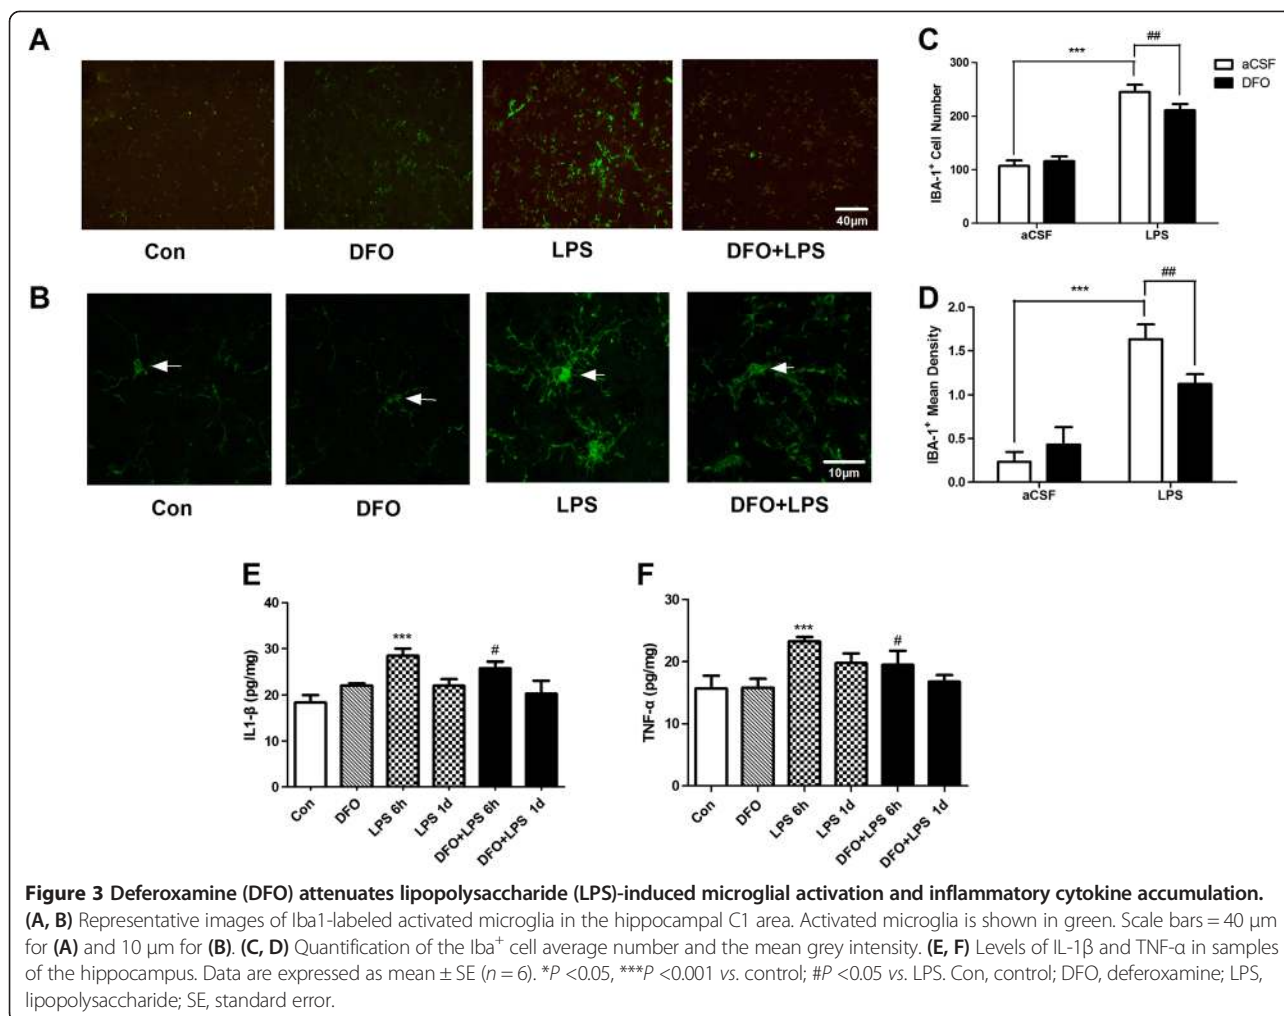 A
Con
DFO
LPS
DFO+LPS
40μm
B
Con
DFO
LPS
DFO+LPS
10μm
C
***
##
aCSF
DFO
IBA-1+ Cell Number
300
200
100
0
aCSF
LPS
D
***
##
IBA-1+ Mean Density
2.0
1.5
1.0
0.5
0.0
aCSF
LPS
E
IL1-β (pg/mg)
40
30
20
10
0
***
#
Con
DFO
LPS 6h
LPS 1d
DFO+LPS 6h
DFO+LPS 1d
F
TNF-α (pg/mg)
30
20
10
0
***
#
Con
DFO
LPS 6h
LPS 1d
DFO+LPS 6h
DFO+LPS 1d
Figure 3 Deferoxamine (DFO) attenuates lipopolysaccharide (LPS)-induced microglial activation and inflammatory cytokine accumulation.
(A, B) Representative images of Iba1-labeled activated microglia in the hippocampal C1 area. Activated microglia is shown in green. Scale bars = 40 μm
for (A) and 10 μm for (B). (C, D) Quantification of the Iba+ cell average number and the mean grey intensity. (E, F) Levels of IL-1β and TNF-α in samples
of the hippocampus. Data are expressed as mean ± SE (n = 6). *P <0.05, ***P <0.001 vs. control; #P <0.05 vs. LPS. Con, control; DFO, deferoxamine; LPS,
lipopolysaccharide; SE, standard error.